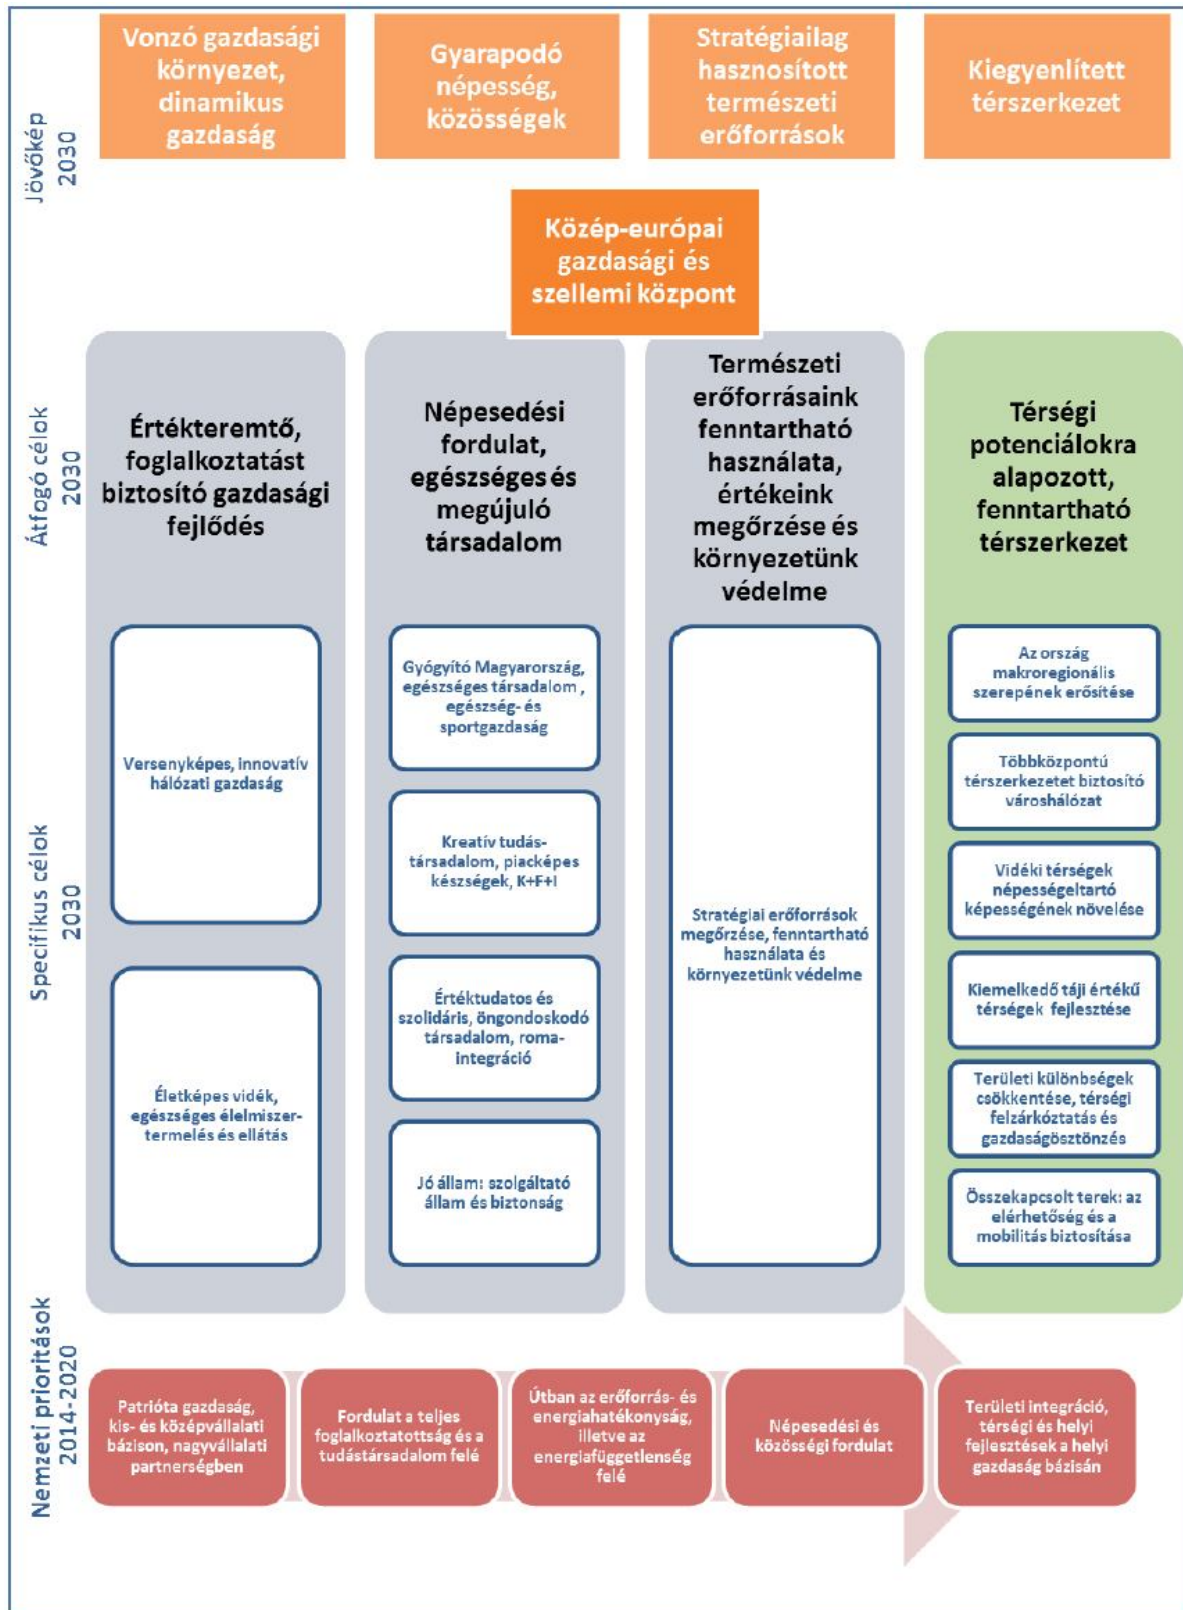 Jövőkép
2030
Vonzó gazdasági
környezet,
dinamikus
gazdaság
Gyarapodó
népesség,
közösségek
Stratégiailag
hasznosított
természeti
erőforrások
Kiegyenlített
térszerkezet
Közép-európai
gazdasági és
szellemi központ
Átfogó célok
2030
Értékteremtő,
foglalkoztatást
biztosító gazdasági
fejlődés
Népesedési
fordulat,
egészséges és
megújuló
társadalom
Természeti
erőforrásaink
fenntartható
használata,
értékeink
megőrzése és
környezetünk
védelme
Térségi
potenciálokra
alapozott,
fenntartható
térszerkezet
Specifikus célok
2030
Versenyképes, innovatív
hálózati gazdaság
Életképes vidék,
egészséges élelmiszer-
termelés és ellátás
Gyógyító Magyarország,
egészséges társadalom ,
egészség- és
sportgazdaság
Kreatív tudás-
társadalom, piacképes
készségek, K+F+I
Értéktudatos és
szolidáris, öngondoskodó
társadalom, roma-
integráció
Jó állam: szolgáltató
állam és biztonság
Stratégiai erőforrások
megőrzése, fenntartható
használata és
környezetünk védelme
Az ország
makroregionális
szerepének erősítése
Többközpontú
térszerkezetet biztosító
városhálózat
Vidéki térségek
népességeltartó
képességének növelése
Kiemelkedő táji értékű
térségek fejlesztése
Területi különbségek
csökkentése, térségi
felzárkóztatás és
gazdaságösztönzés
Összekapcsolt terek: az
elérhetőség és a
mobilitás biztosítása
Nemzeti prioritások
2014-2020
Patrióta gazdaság,
kis- és középvállalati
bázison, nagyvállalati
partnerségben
Fordulat a teljes
foglalkoztatottság és a
tudástársadalom felé
Útban az erőforrás- és
energiahatékonyság,
illetve az
energiafüggetlenség
felé
Népesedési és
közösségi fordulat
Területi integráció,
térségi és helyi
fejlesztések a helyi
gazdaság bázisán